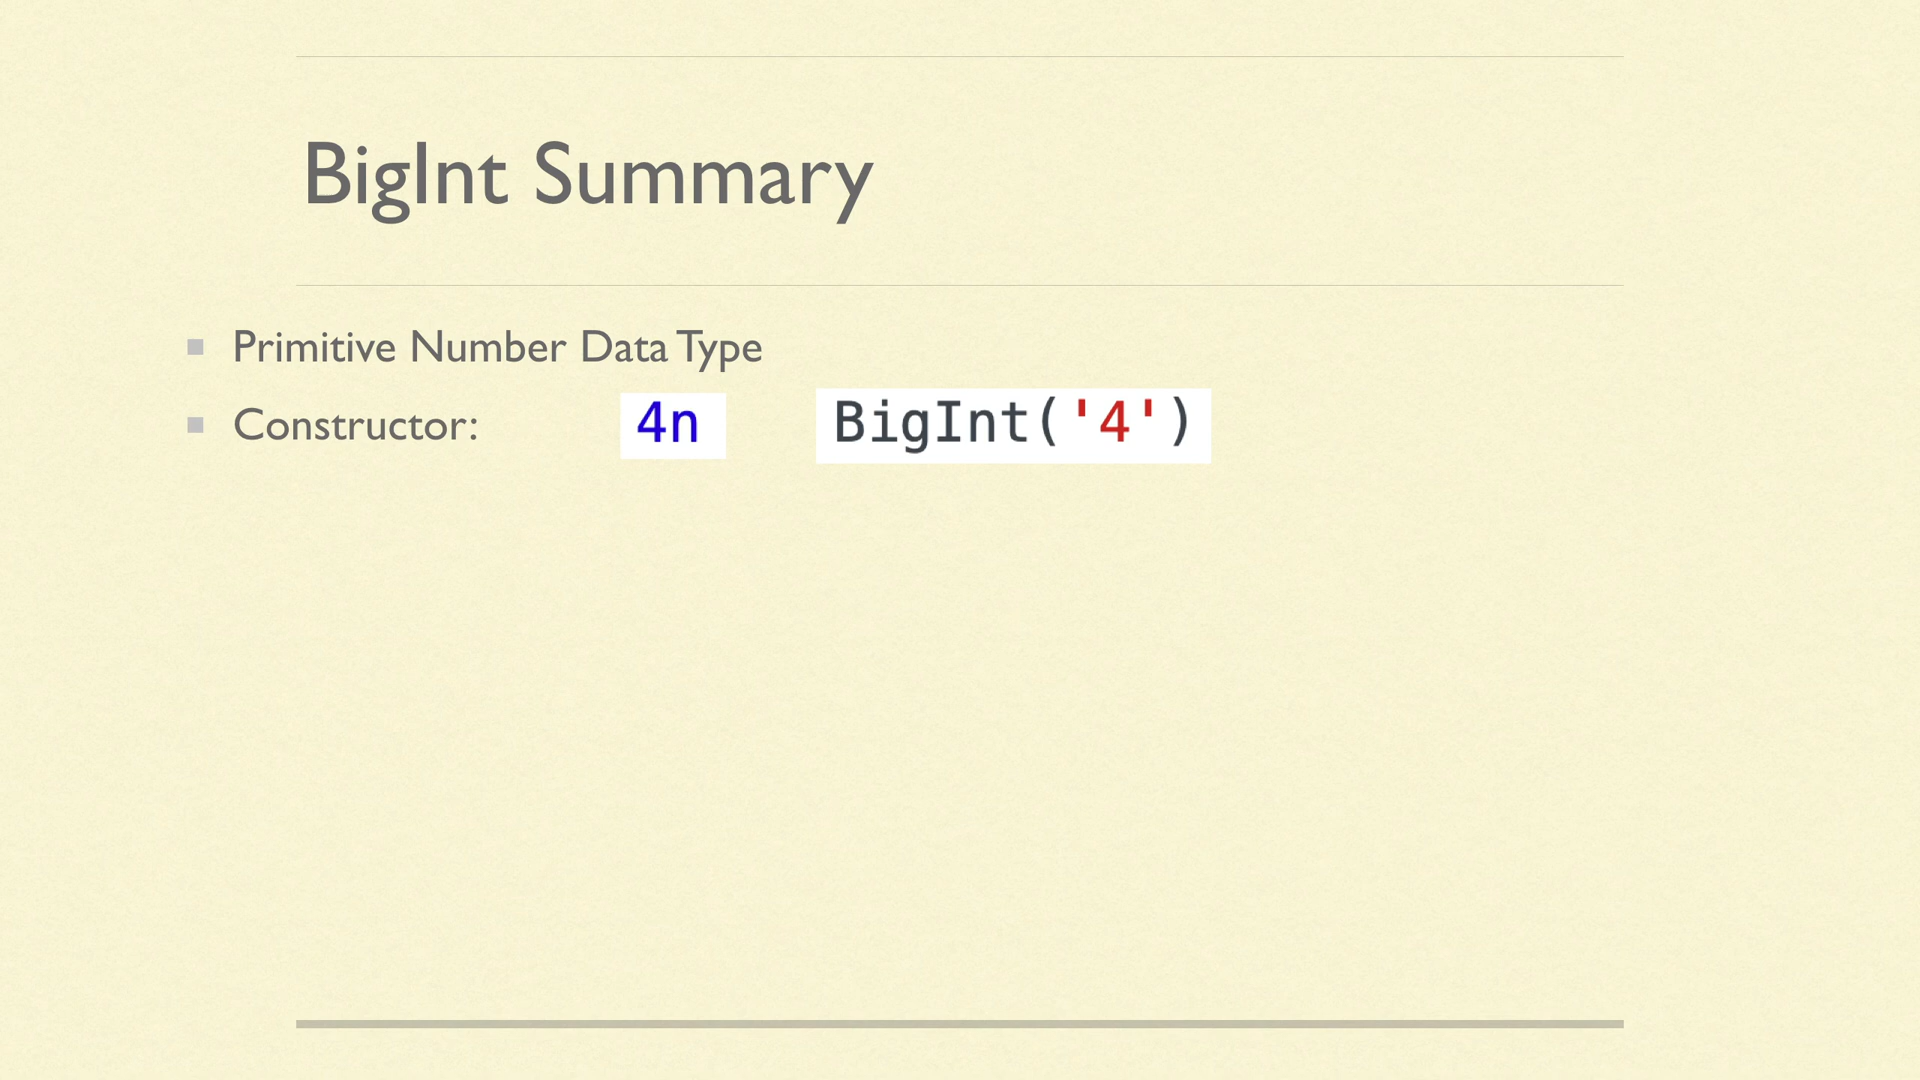 BigInt Summary
Primitive Number Data Type
Constructor: 4n BigInt('4')